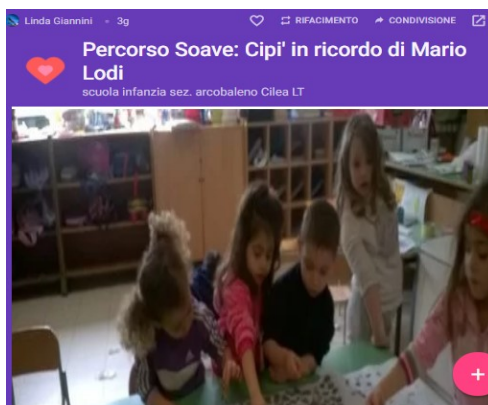 Linda Giannini • 3g RIFACIMENTO CONDIVISIONE
Percorso Soave: Cipi' in ricordo di Mario
Lodi
scuola infanzia sez. arcobaleno Cilea LT